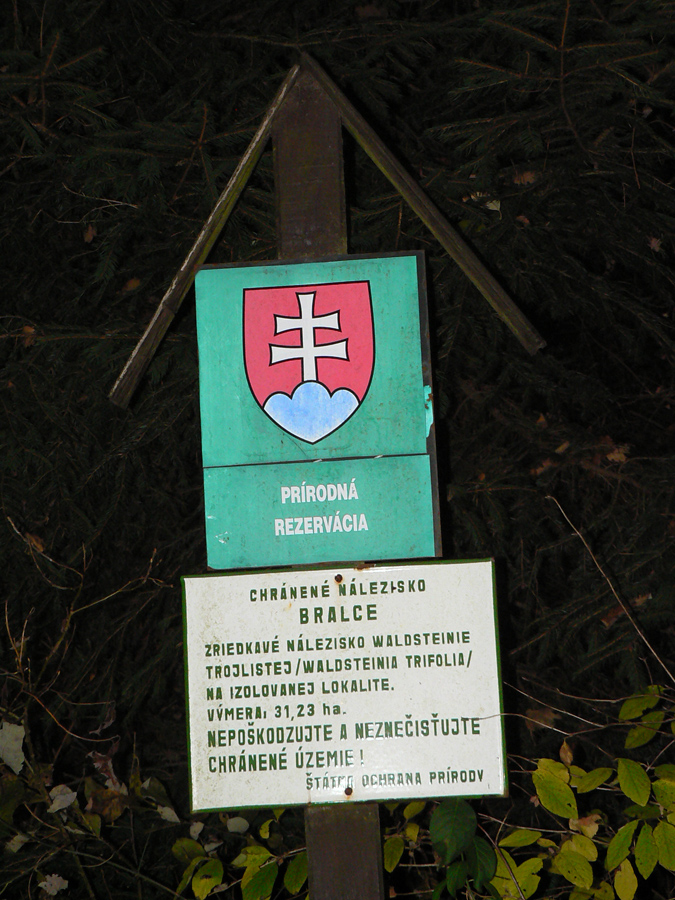 PRÍRODNÁ
REZERVÁCIA
CHRÁNENÉ NÁLEZISKO
BRALCE
ZRIEDKAVÉ NÁLEZISKO WALDSTEINIE
TROJLISTEJ/WALDSTEINIA TRIFOLIA/
NA IZOLOVANEJ LOKALITE.
VÝMERA: 31,23 ha.
NEPOŠKODZUJTE A NEZNEČISŤUJTE
CHRÁNENÉ ÚZEMIE!
ŠTÁTNA OCHRANA PRÍRODY